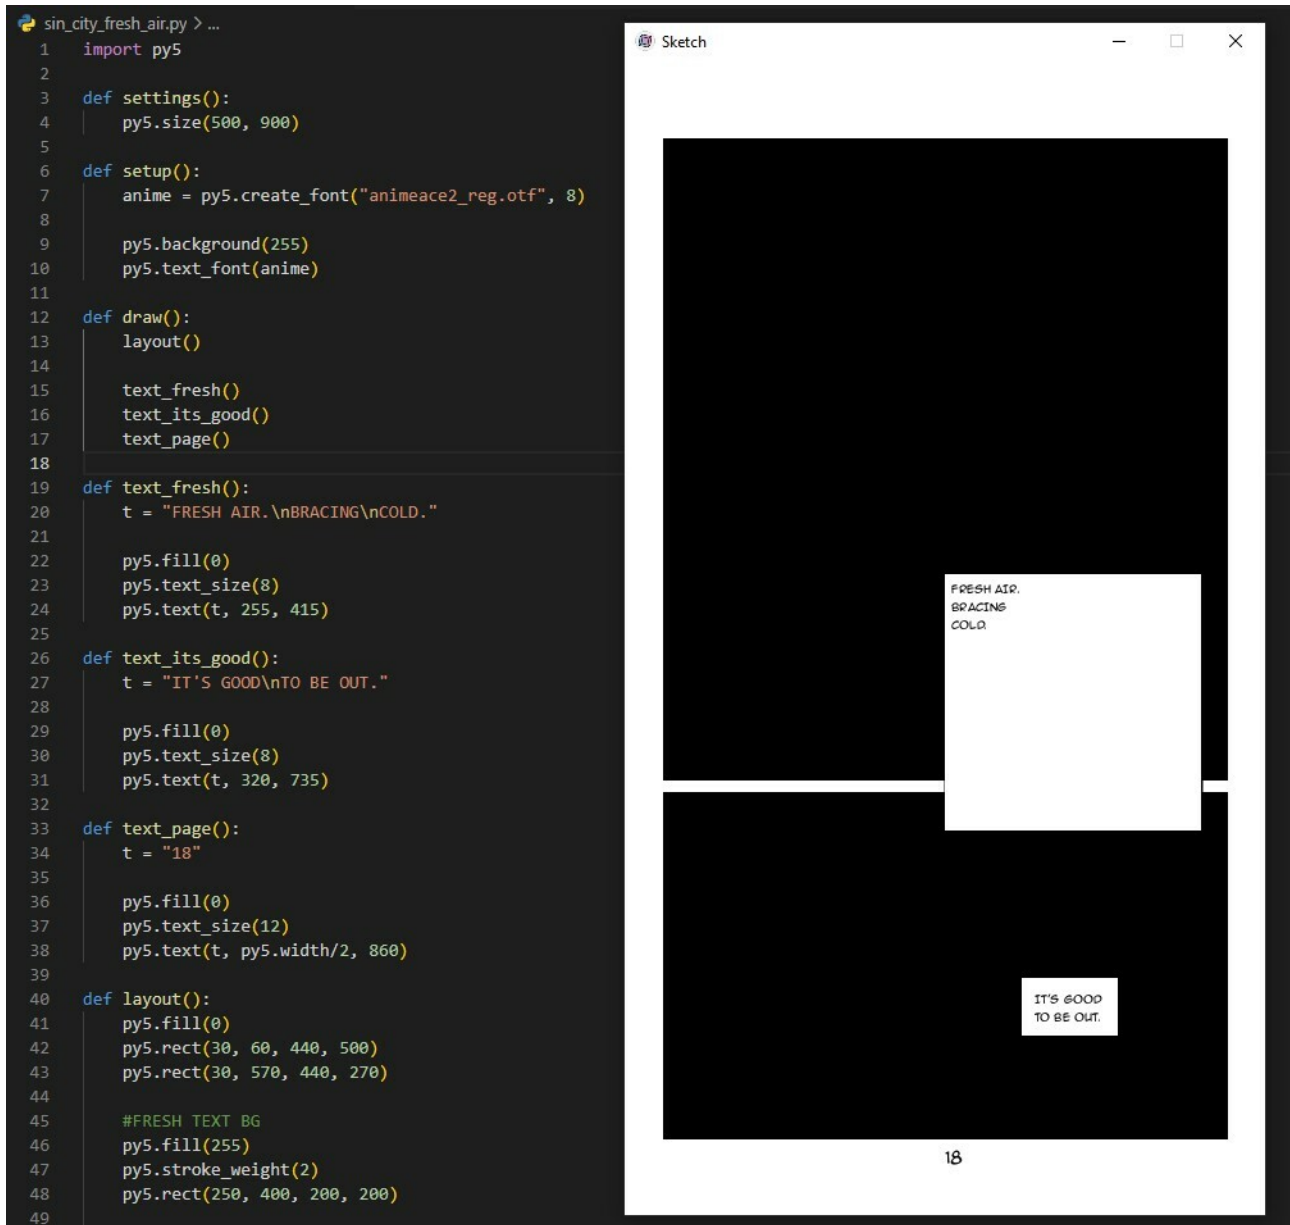 sin_city_fresh_air.py > ...
1 import py5
2
3 def settings():
4     py5.size(500, 900)
5
6 def setup():
7     anime = py5.create_font("animeace2_reg.otf", 8)
8
9     py5.background(255)
10     py5.text_font(anime)
11
12 def draw():
13     layout()
14
15     text_fresh()
16     text_its_good()
17     text_page()
18
19 def text_fresh():
20     t = "FRESH AIR.\nBRACING\nCOLD."
21
22     py5.fill(0)
23     py5.text_size(8)
24     py5.text(t, 255, 415)
25
26 def text_its_good():
27     t = "IT'S GOOD\nTO BE OUT."
28
29     py5.fill(0)
30     py5.text_size(8)
31     py5.text(t, 320, 735)
32
33 def text_page():
34     t = "18"
35
36     py5.fill(0)
37     py5.text_size(12)
38     py5.text(t, py5.width/2, 860)
39
40 def layout():
41     py5.fill(0)
42     py5.rect(30, 60, 440, 500)
43     py5.rect(30, 570, 440, 270)
44
45     #FRESH TEXT BG
46     py5.fill(255)
47     py5.stroke_weight(2)
48     py5.rect(250, 400, 200, 200)
49
Sketch
FRESH AIR.
BRACING
COLD.
IT'S GOOD
TO BE OUT.
18